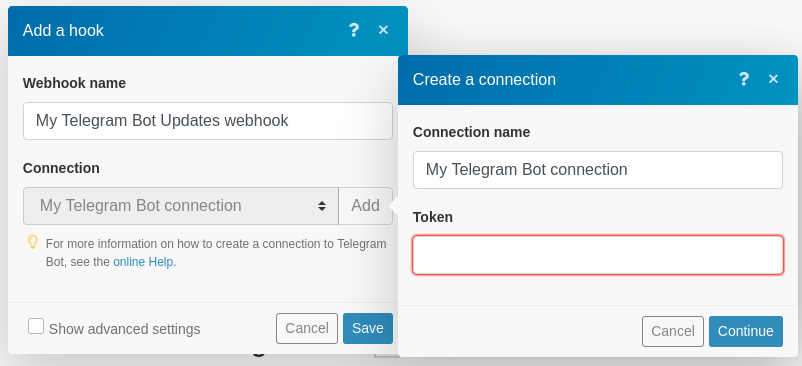 Add a hook ? ×
Webhook name
My Telegram Bot Updates webhook
Connection
My Telegram Bot connection Add
For more information on how to create a connection to Telegram
Bot, see the online Help.
Show advanced settings Cancel Save
Create a connection ? ×
Connection name
My Telegram Bot connection
Token
Cancel Continue